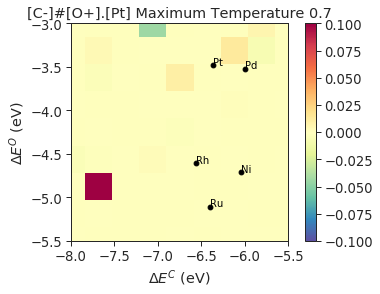 [C-]#[O+].[Pt] Maximum Temperature 0.7
−3.0
−3.5
−4.0
−4.5
−5.0
−5.5
ΔE^O (eV)
Pt
Pd
Rh
Ni
Ru
−8.0 −7.5 −7.0 −6.5 −6.0 −5.5
ΔE^C (eV)
0.100
0.075
0.050
0.025
0.000
−0.025
−0.050
−0.075
−0.100